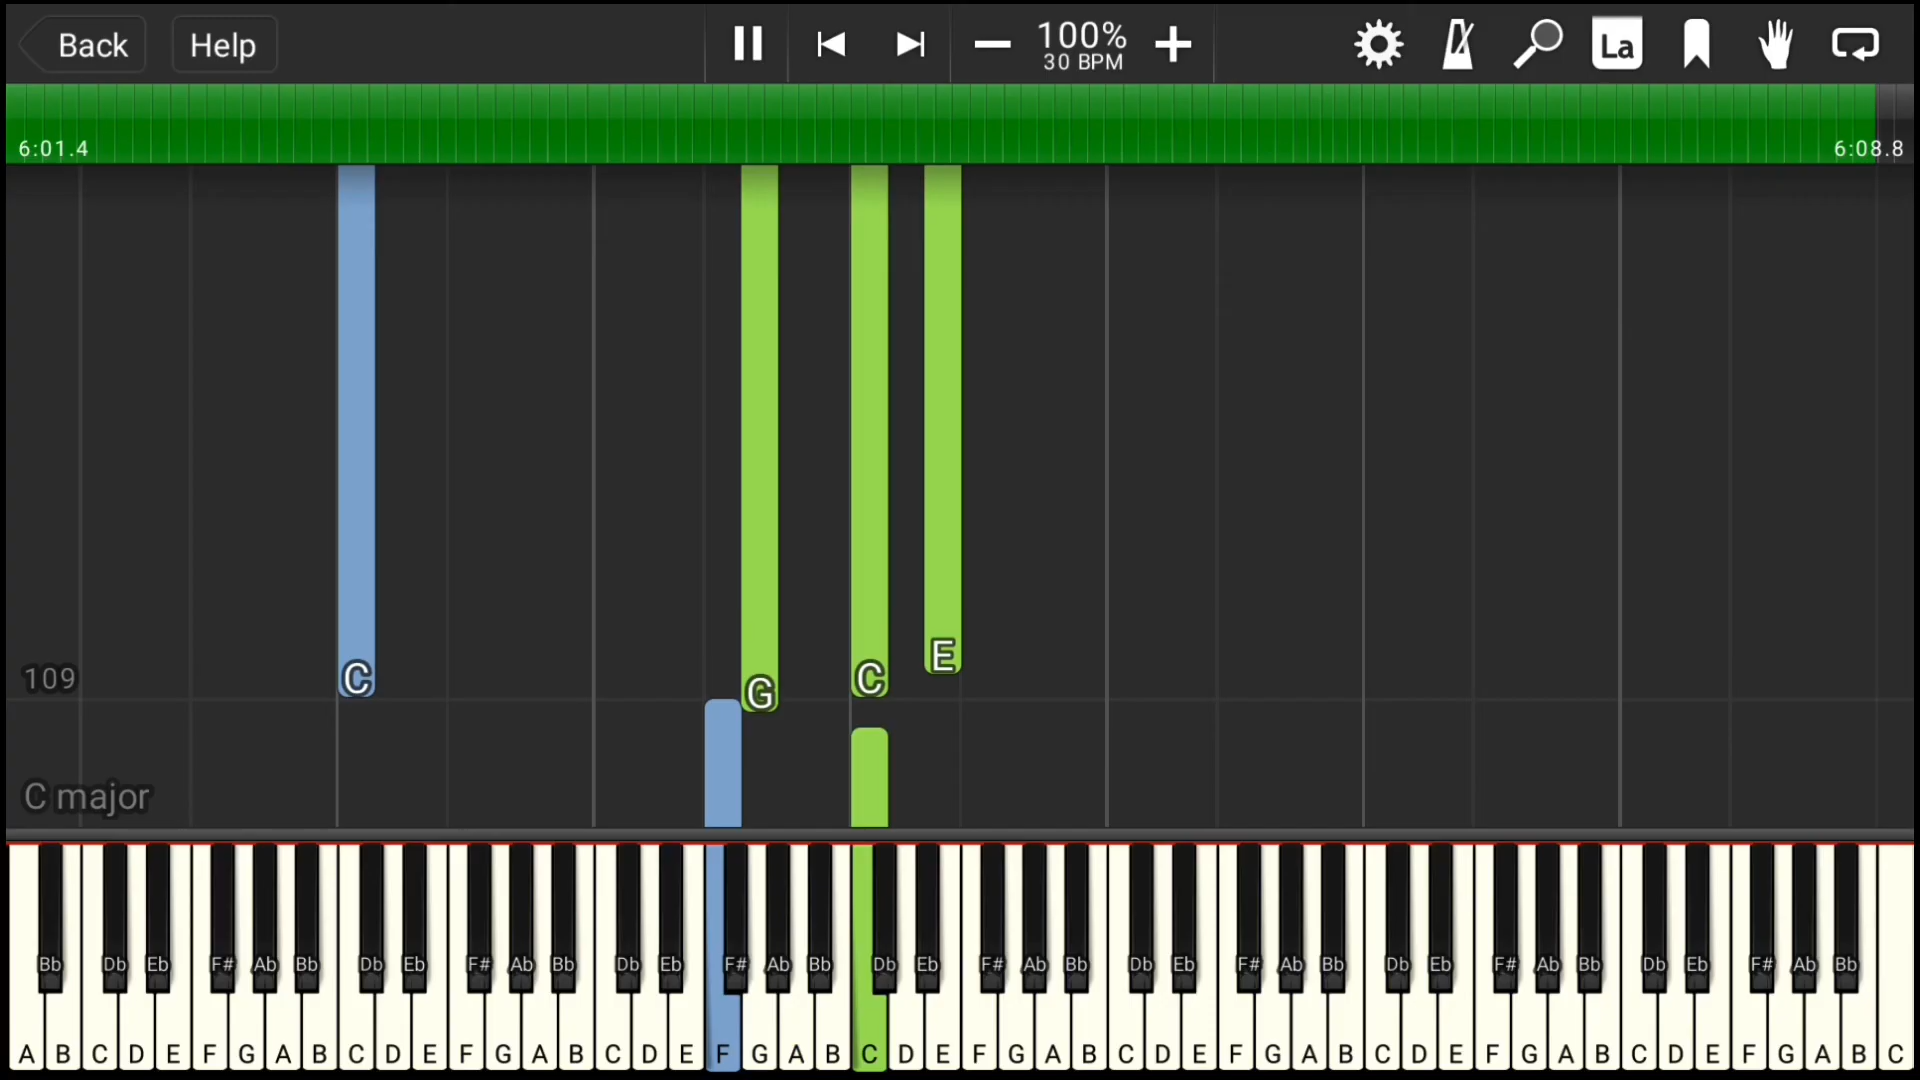 Back Help 100% La
30 BPM
6:01.4 6:08.8
E
109 C C
G
C major
Bb Db Eb F# Ab Bb Db Eb F# Ab Bb Db Eb F# Ab Bb Db Eb F# Ab Bb Db Eb F# Ab Bb Db Eb F# Ab Bb Db Eb F# Ab Bb
A B C D E F G A B C D E F G A B C D E F G A B C D E F G A B C D E F G A B C D E F G A B C D E F G A B C